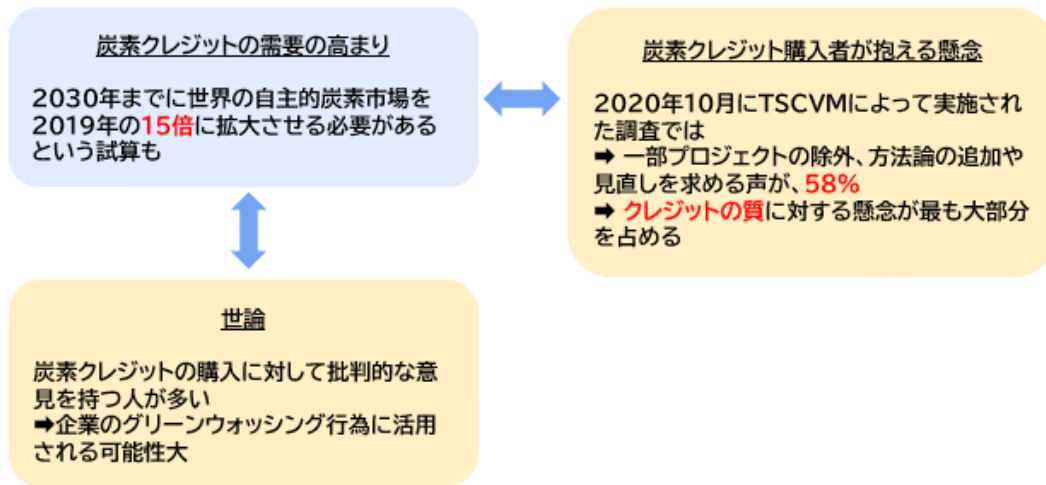 炭素クレジットの需要の高まり
2030年までに世界の自主的炭素市場を
2019年の15倍に拡大させる必要がある
という試算も
炭素クレジット購入者が抱える懸念
2020年10月にTSCVMによって実施され
た調査では
➡ 一部プロジェクトの除外、方法論の追加や
見直しを求める声が、58%
➡ クレジットの質に対する懸念が最も大部分
を占める
世論
炭素クレジットの購入に対して批判的な意
見を持つ人が多い
➡企業のグリーンウォッシング行為に活用
される可能性大